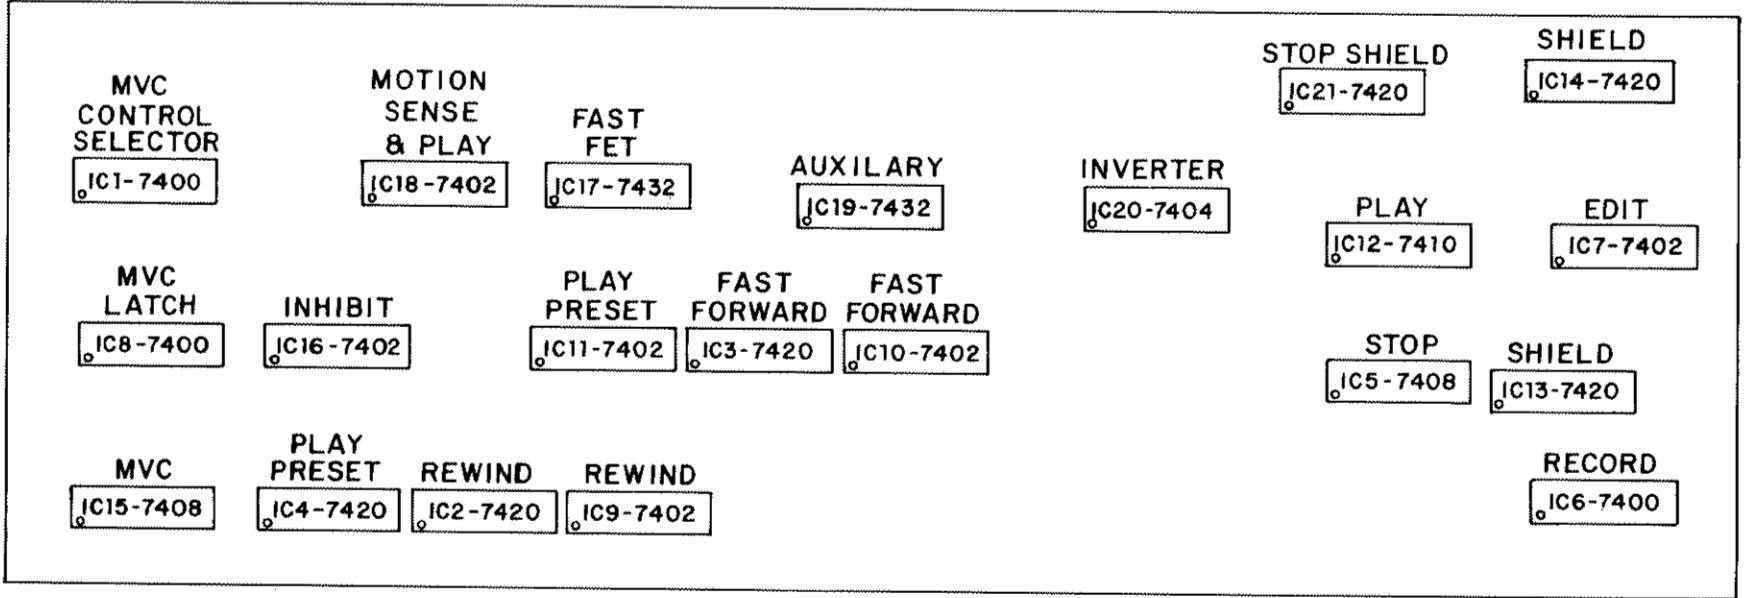 MVC
CONTROL
SELECTOR
IC1-7400
MOTION
SENSE
& PLAY
IC18-7402
FAST
FET
IC17-7432
AUXILARY
IC19-7432
INVERTER
IC20-7404
STOP SHIELD
IC21-7420
SHIELD
IC14-7420
PLAY
IC12-7410
EDIT
IC7-7402
MVC
LATCH
IC8-7400
INHIBIT
IC16-7402
PLAY
PRESET
IC11-7402
FAST
FORWARD
IC3-7420
FAST
FORWARD
IC10-7402
STOP
IC5-7408
SHIELD
IC13-7420
MVC
IC15-7408
PLAY
PRESET
IC4-7420
REWIND
IC2-7420
REWIND
IC9-7402
RECORD
IC6-7400